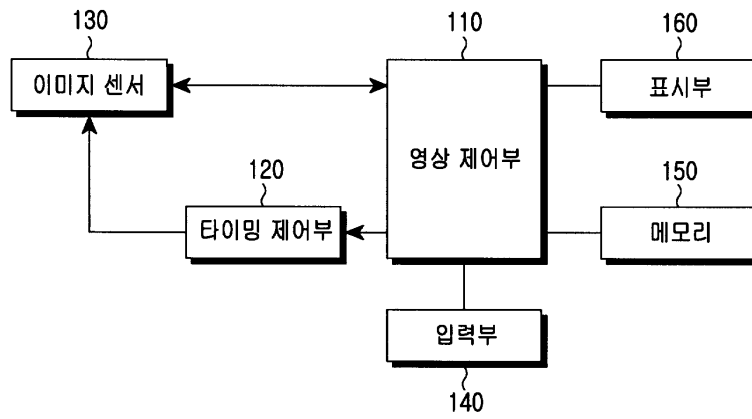 130
110
160
이미지 센서
영상 제어부
표시부
120
150
타이밍 제어부
메모리
입력부
140